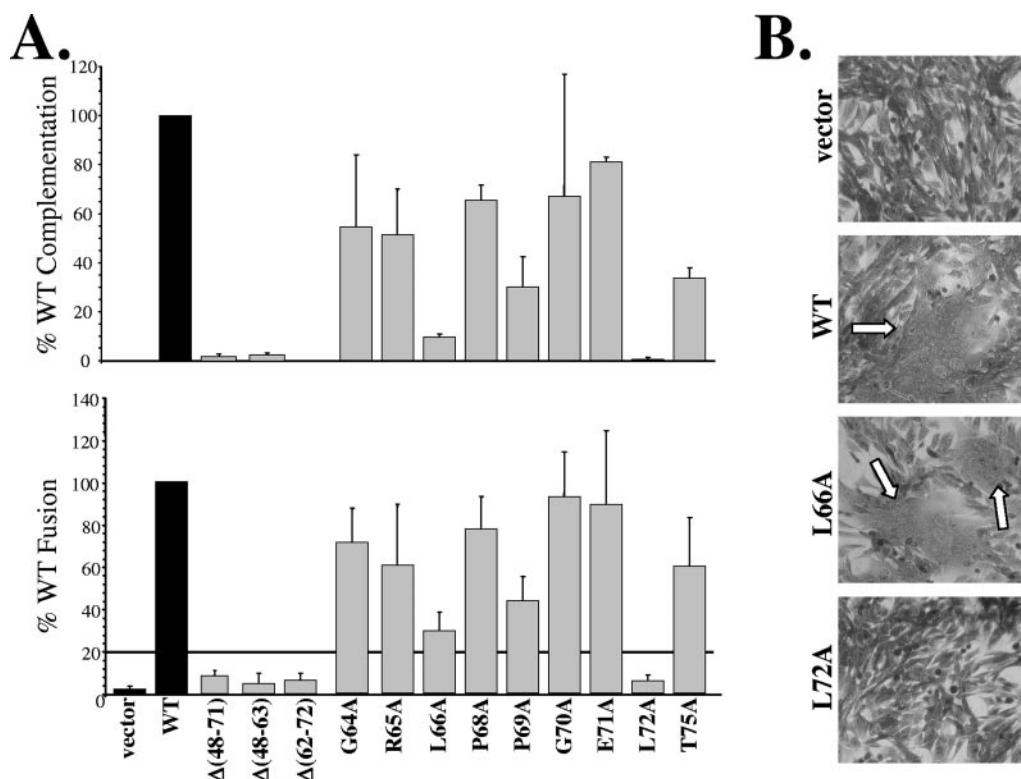 A.
B.
120
100
80
60
40
20
0
% WT Complementation
140
120
100
80
60
40
20
0
% WT Fusion
vector
WT
Δ(48-71)
Δ(48-63)
Δ(62-72)
G64A
R65A
L66A
P68A
P69A
G70A
E71A
L72A
T75A
vector
WT
L66A
L72A